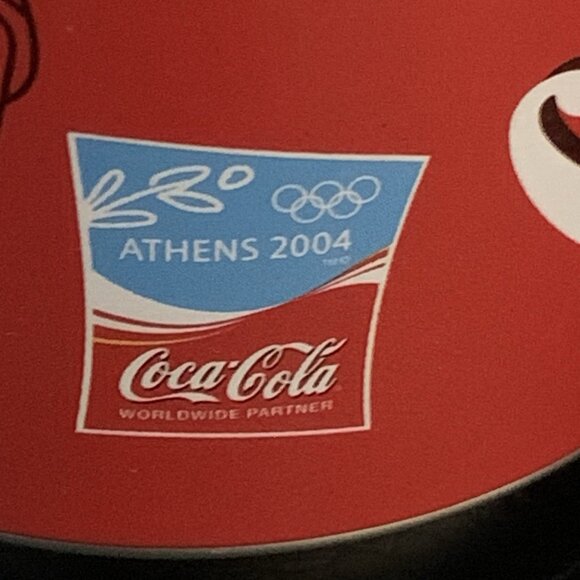 ATHENS 2004
Coca-Cola
WORLDWIDE PARTNER